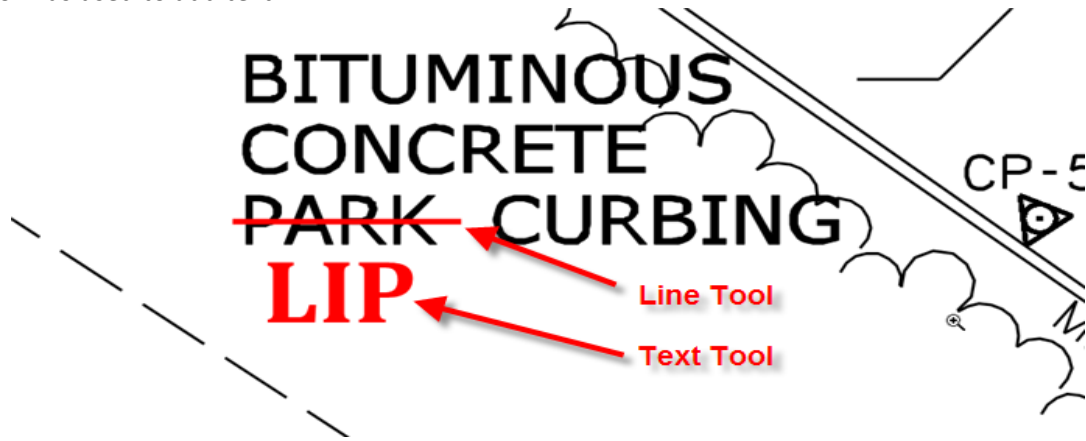 BITUMINOUS
CONCRETE
PARK CURBING
LIP
CP-5
Line Tool
Text Tool